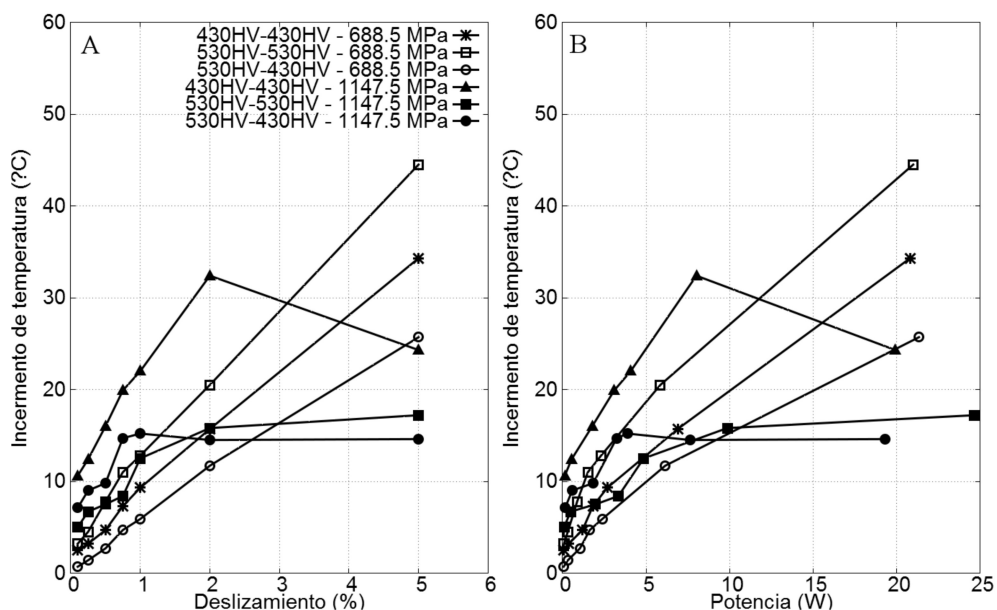 60
50
40
30
20
10
0
Incermento de temperatura (?C)
A
430HV-430HV - 688.5 MPa
530HV-530HV - 688.5 MPa
530HV-430HV - 688.5 MPa
430HV-430HV - 1147.5 MPa
530HV-530HV - 1147.5 MPa
530HV-430HV - 1147.5 MPa
0 1 2 3 4 5 6
Deslizamiento (%)
60
50
40
30
20
10
0
Incermento de temperatura (?C)
B
0 5 10 15 20 25
Potencia (W)